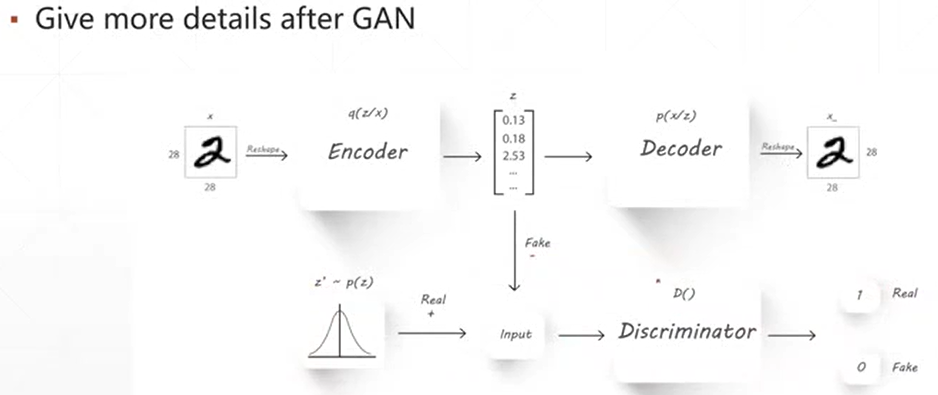 Give more details after GAN
x
28
28
Reshape
q(z/x)
Encoder
z
0.13
0.18
2.53
...
...
p(x/z)
Decoder
Reshape
x_
28
28
Fake
-
z' ~ p(z)
Real
+
Input
D()
Discriminator
1 Real
0 Fake